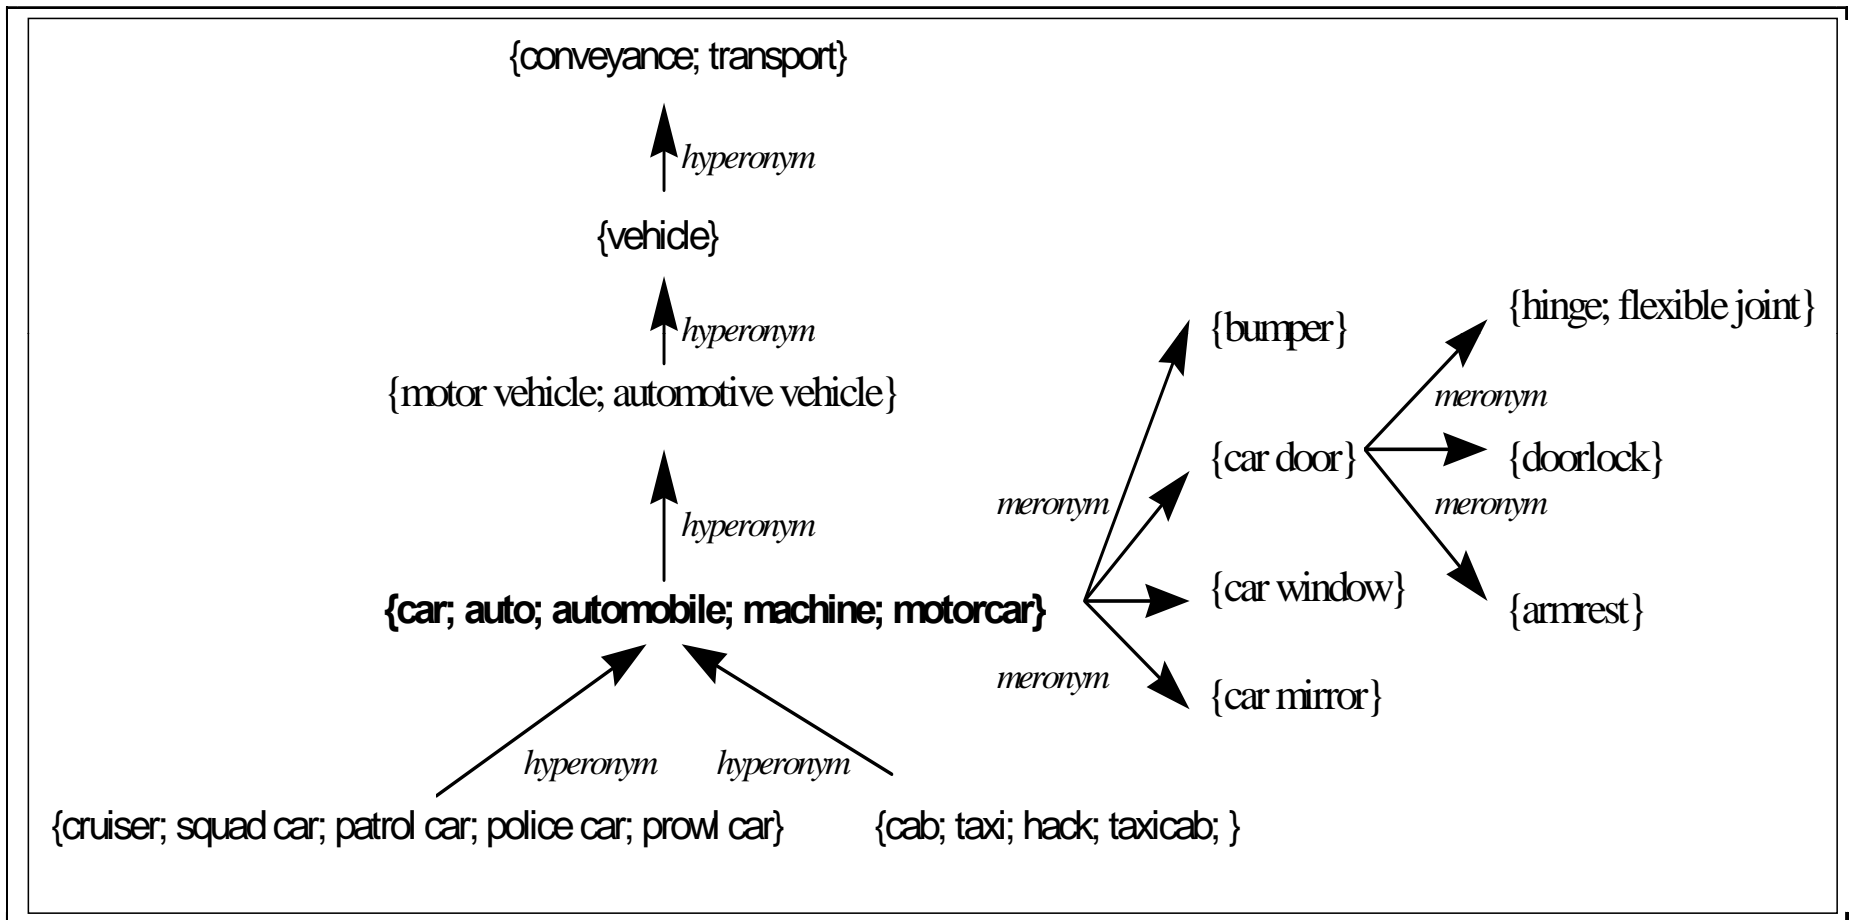 {conveyance; transport}
hyperonym
{vehicle}
hyperonym
{motor vehicle; automotive vehicle}
hyperonym
{car; auto; automobile; machine; motorcar}
hyperonym
hyperonym
{cruiser; squad car; patrol car; police car; prowl car}
{cab; taxi; hack; taxicab; }
meronym
meronym
{bumper}
{car door}
{car window}
{car mirror}
meronym
meronym
{hinge; flexible joint}
{doorlock}
{armrest}